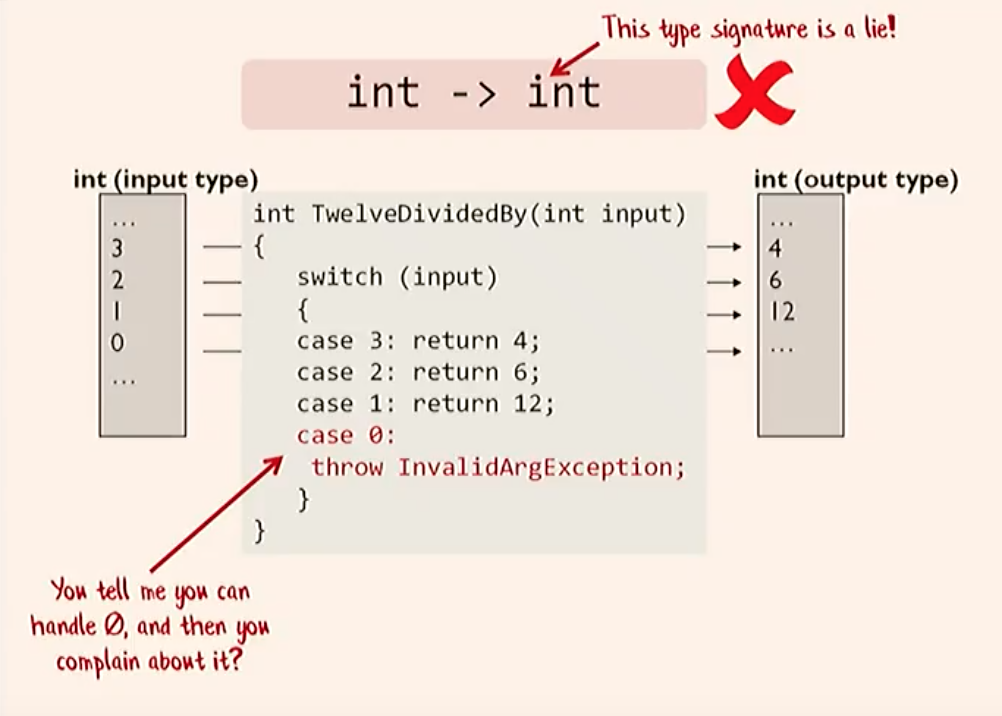 This type signature is a lie!
int -> int
int (input type)
...
3
2
1
0
...
int TwelveDividedBy(int input)
{
switch (input)
{
case 3: return 4;
case 2: return 6;
case 1: return 12;
case 0:
throw InvalidArgException;
}
}
int (output type)
...
4
6
12
...
You tell me you can
handle 0, and then you
complain about it?